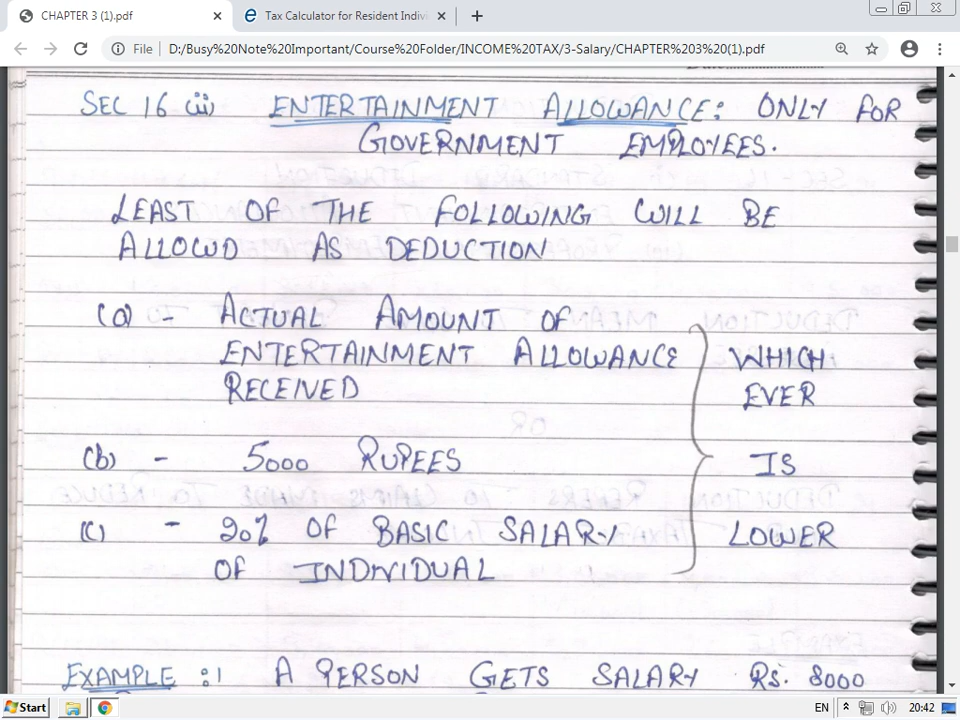 CHAPTER 3 (1).pdf
Tax Calculator for Resident Indivi
File D:/Busy%20Note%20Important/Course%20Folder/INCOME%20TAX/3-Salary/CHAPTER%203%20(1).pdf
SEC 16 (ii) ENTERTAINMENT ALLOWANCE: ONLY FOR
GOVERNMENT EMPLOYEES.
LEAST OF THE FOLLOWING WILL BE
ALLOWD AS DEDUCTION
(a) - ACTUAL AMOUNT OF
ENTERTAINMENT ALLOWANCE WHICH
RECEIVED EVER
(b) - 5000 RUPEES IS
(c) - 20% OF BASIC SALARY LOWER
OF INDIVIDUAL
EXAMPLE :1 A PERSON GETS SALARY RS. 8000
Start EN 20:42